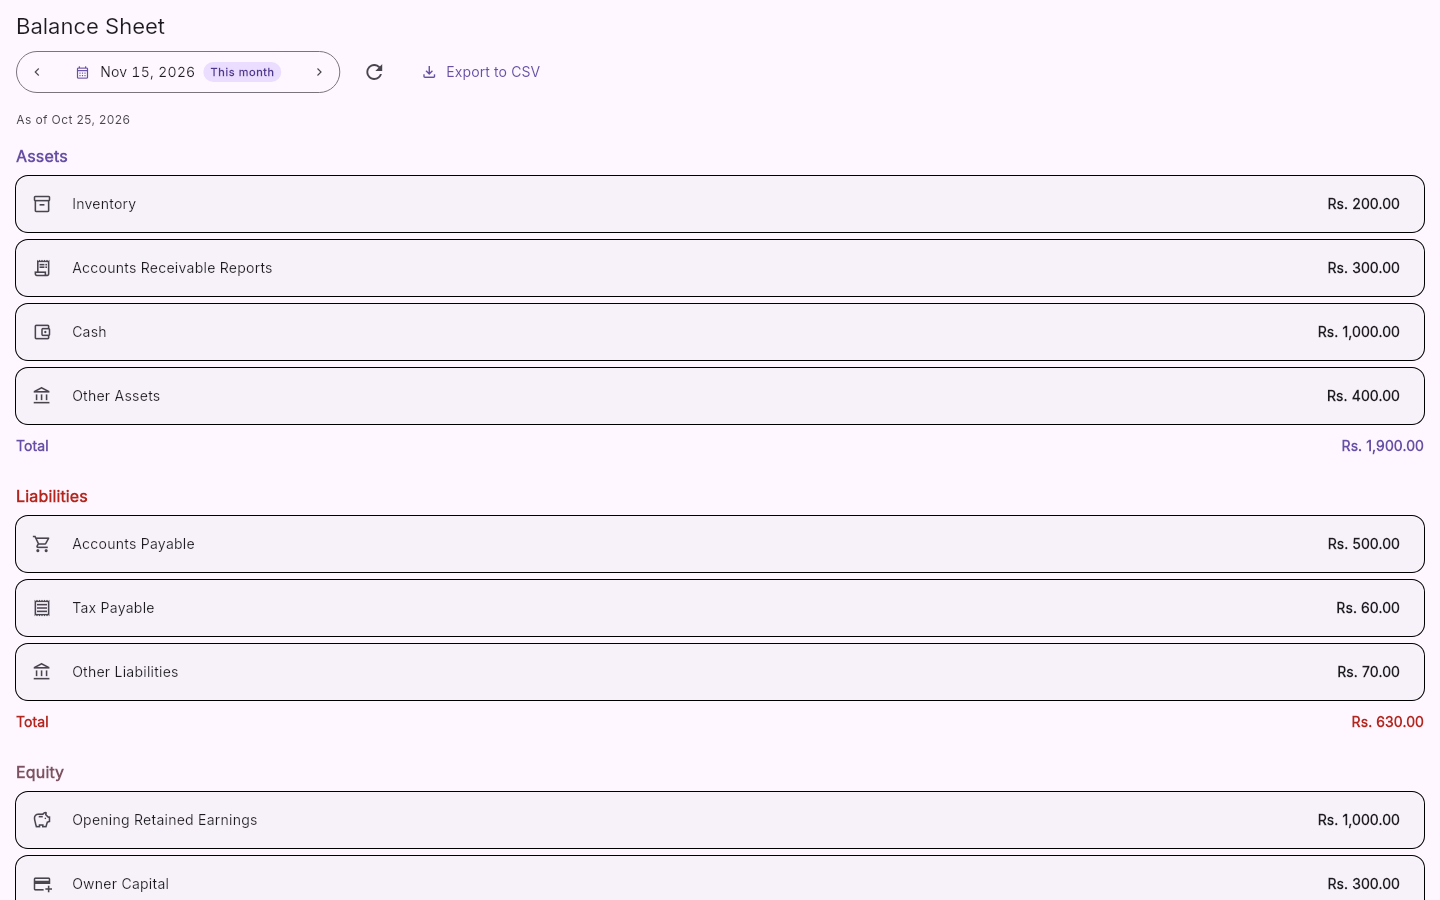 Balance Sheet
Nov 15, 2026 This month
Export to CSV
As of Oct 25, 2026
Assets
Inventory Rs. 200.00
Accounts Receivable Reports Rs. 300.00
Cash Rs. 1,000.00
Other Assets Rs. 400.00
Total Rs. 1,900.00
Liabilities
Accounts Payable Rs. 500.00
Tax Payable Rs. 60.00
Other Liabilities Rs. 70.00
Total Rs. 630.00
Equity
Opening Retained Earnings Rs. 1,000.00
Owner Capital Rs. 300.00